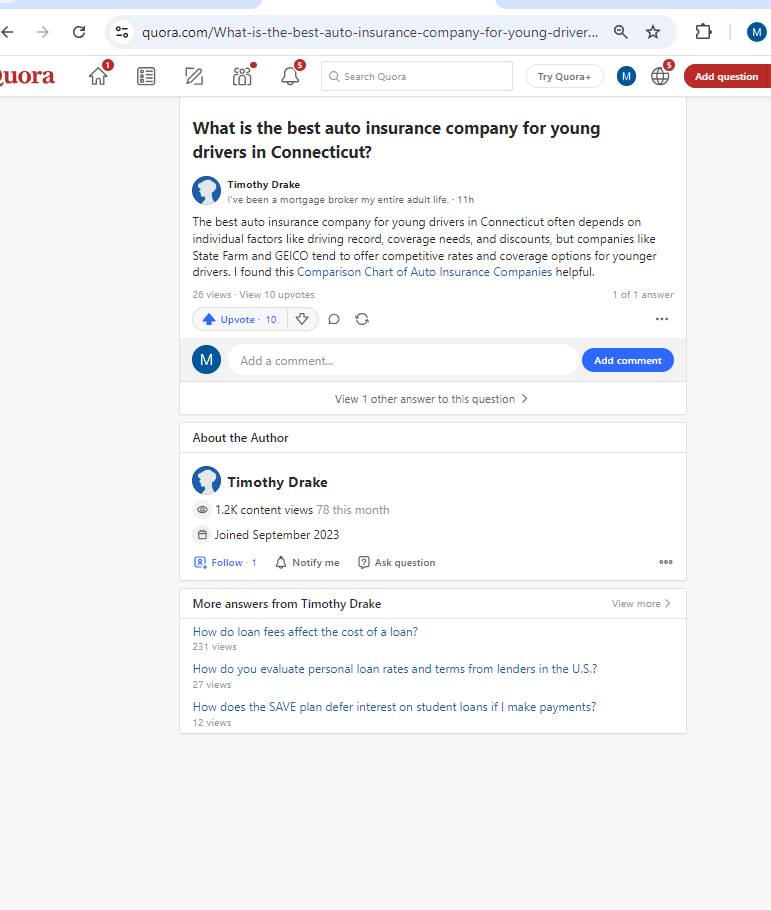 quora.com/What-is-the-best-auto-insurance-company-for-young-driver...
M
uora
1
5
Search Quora
Try Quora+
M
5
Add question
What is the best auto insurance company for young
drivers in Connecticut?
Timothy Drake
I've been a mortgage broker my entire adult life. · 11h
The best auto insurance company for young drivers in Connecticut often depends on
individual factors like driving record, coverage needs, and discounts, but companies like
State Farm and GEICO tend to offer competitive rates and coverage options for younger
drivers. I found this Comparison Chart of Auto Insurance Companies helpful.
26 views · View 10 upvotes
1 of 1 answer
Upvote · 10
M
Add a comment...
Add comment
View 1 other answer to this question
About the Author
Timothy Drake
1.2K content views 78 this month
Joined September 2023
Follow · 1
Notify me
Ask question
More answers from Timothy Drake
View more
How do loan fees affect the cost of a loan?
231 views
How do you evaluate personal loan rates and terms from lenders in the U.S.?
27 views
How does the SAVE plan defer interest on student loans if I make payments?
12 views